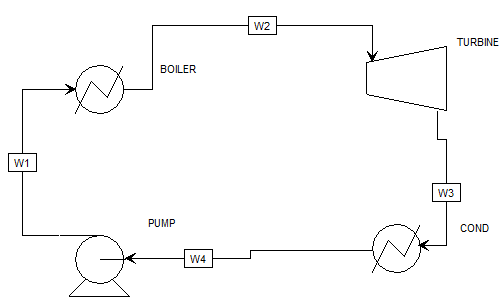 W2
TURBINE
BOILER
W1
W3
PUMP
COND
W4